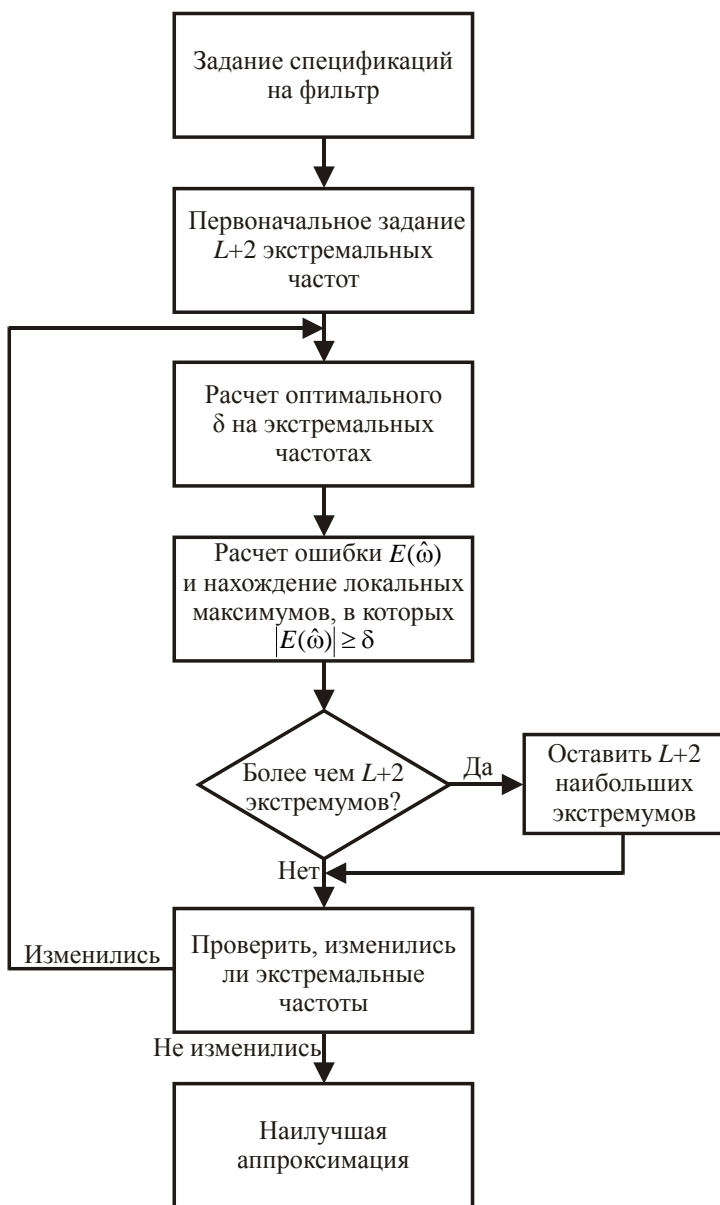 Задание спецификаций
на фильтр
Первоначальное задание
L+2 экстремальных
частот
Расчет оптимального
δ на экстремальных
частотах
Расчет ошибки E(ω̂)
и нахождение локальных
максимумов, в которых
|E(ω̂)| ≥ δ
Более чем L+2
экстремумов?
Да
Оставить L+2
наибольших
экстремумов
Нет
Проверить, изменились
ли экстремальные
частоты
Изменились
Не изменились
Наилучшая
аппроксимация